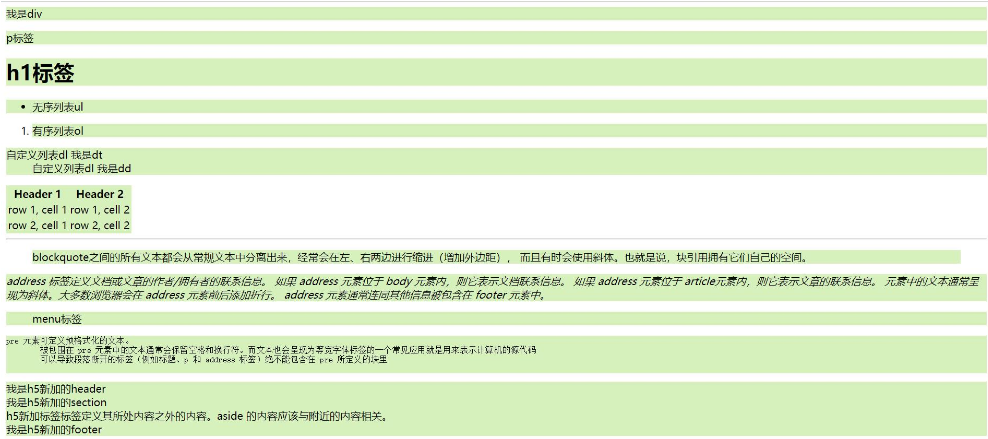 我是div
p标签
h1标签
• 无序列表ul
1. 有序列表ol
自定义列表dl 我是dt
自定义列表dl 我是dd
Header 1 Header 2
row 1, cell 1 row 1, cell 2
row 2, cell 1 row 2, cell 2
blockquote之间的所有文本都会从常规文本中分离出来，经常会在左、右两边进行缩进（增加外边距）， 而且有时会使用斜体。也就是说，块引用拥有它们自己的空间。
address 标签定义文档或文章的作者/拥有者的联系信息。 如果 address 元素位于 body 元素内，则它表示文档联系信息。 如果 address 元素位于 article元素内，则它表示文章的联系信息。 元素中的文本通常呈
现为斜体。大多数浏览器会在 address 元素前后添加折行。 address 元素通常连同其他信息被包含在 footer 元素中。
menu标签
pre 元素可定义预格式化的文本。
被包围在 pre 元素中的文本通常会保留空格和换行符。而文本也会呈现为等宽字体标签的一个常见应用就是用来表示计算机的源代码
可以导致段落断开的标签（例如标题、p 和 address 标签）绝不能包含在 pre 所定义的块里
我是h5新加的header
我是h5新加的section
h5新加标签标签定义其所处内容之外的内容。aside 的内容应该与附近的内容相关。
我是h5新加的footer